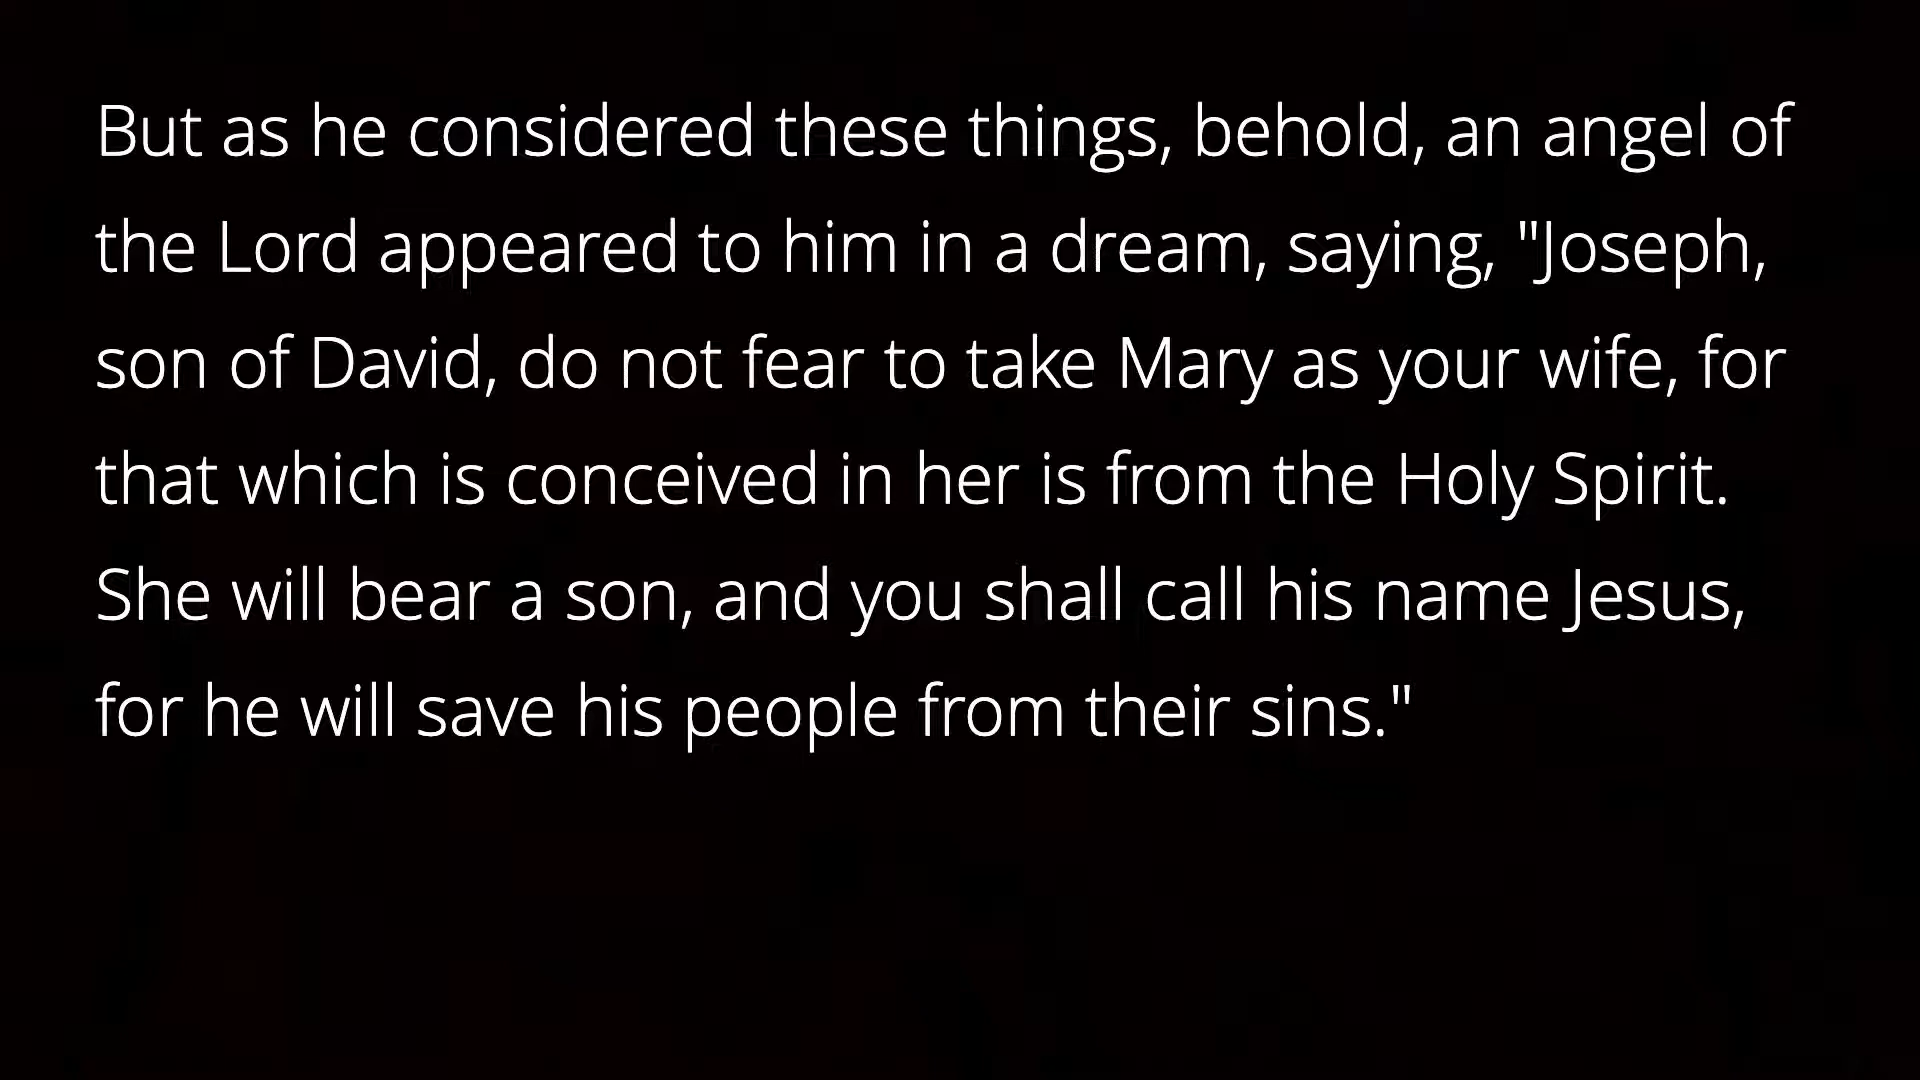 But as he considered these things, behold, an angel of
the Lord appeared to him in a dream, saying, "Joseph,
son of David, do not fear to take Mary as your wife, for
that which is conceived in her is from the Holy Spirit.
She will bear a son, and you shall call his name Jesus,
for he will save his people from their sins."